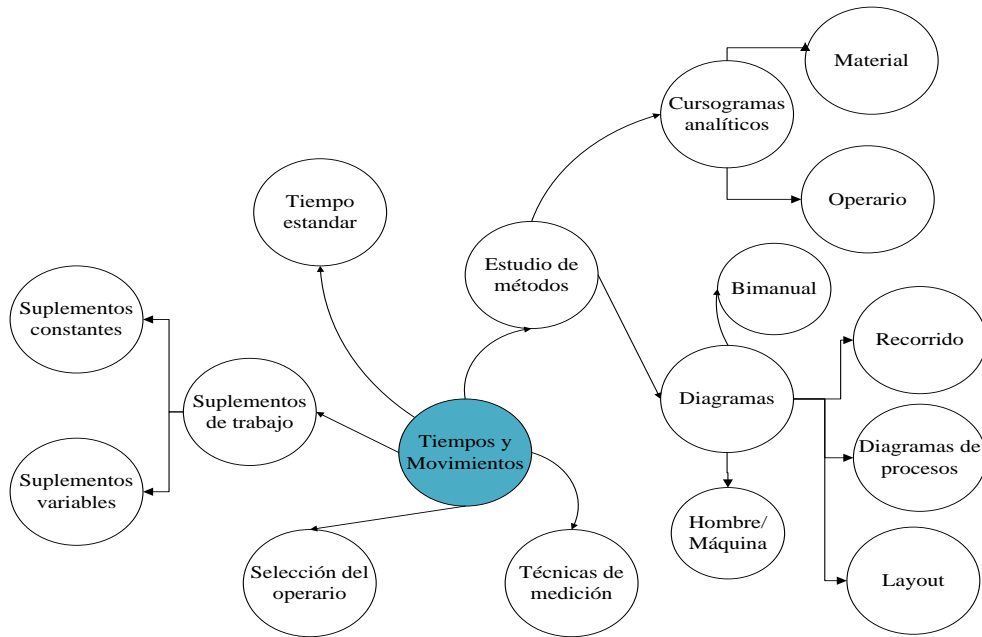 Material
Cursogramas
analíticos
Operario
Tiempo
estandar
Estudio de
métodos
Bimanual
Suplementos
constantes
Recorrido
Suplementos
de trabajo
Diagramas
Tiempos y
Movimientos
Diagramas de
procesos
Suplementos
variables
Hombre/
Máquina
Selección del
operario
Técnicas de
medición
Layout